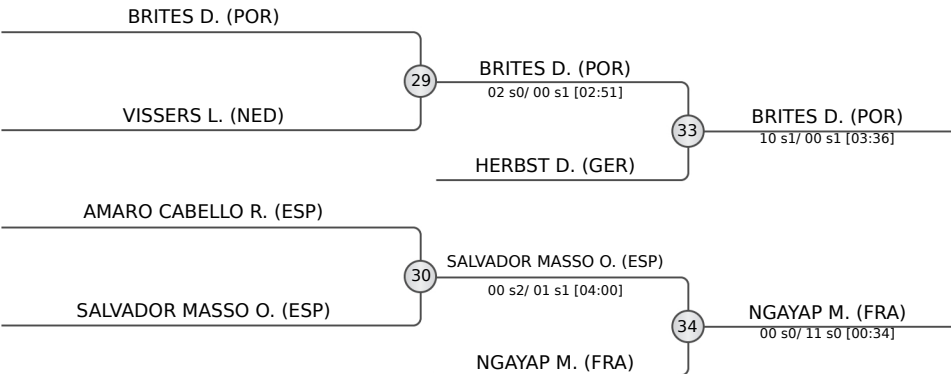 BRITES D. (POR)
29
VISSERS L. (NED)
BRITES D. (POR)
02 s0/ 00 s1 [02:51]
33
HERBST D. (GER)
BRITES D. (POR)
10 s1/ 00 s1 [03:36]
AMARO CABELLO R. (ESP)
30
SALVADOR MASSO O. (ESP)
SALVADOR MASSO O. (ESP)
00 s2/ 01 s1 [04:00]
34
NGAYAP M. (FRA)
NGAYAP M. (FRA)
00 s0/ 11 s0 [00:34]